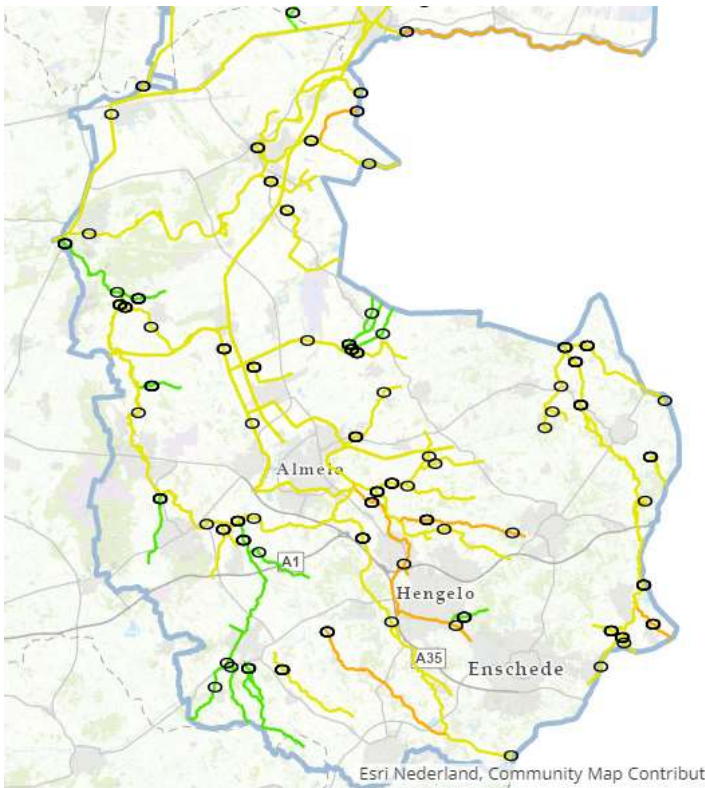 Almelo
A1
Hengelo
A35
Enschede
Esri Nederland, Community Map Contribut